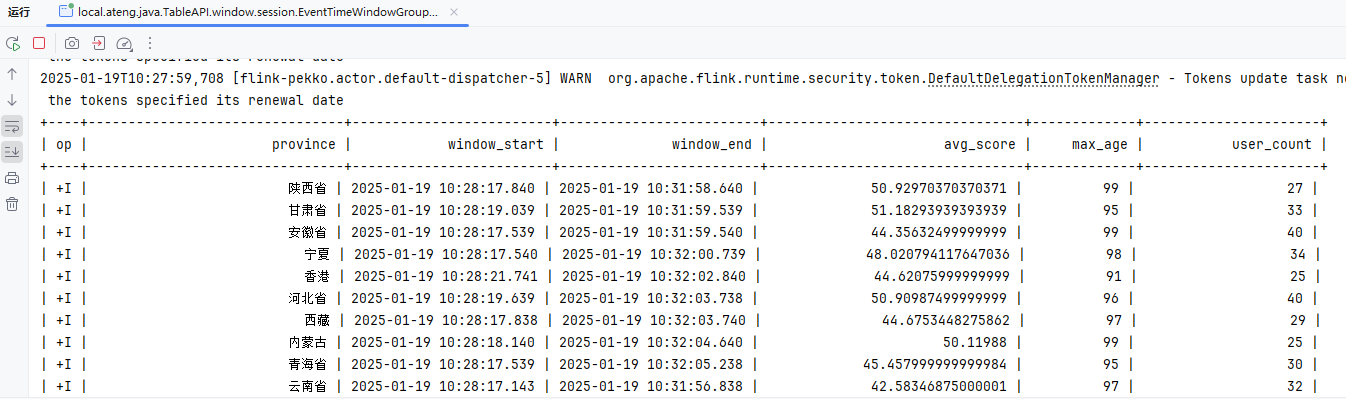 运行 local.ateng.java.TableAPI.window.session.EventTimeWindowGroup...
the tokens specified its renewal date
2025-01-19T10:27:59,708 [flink-pekko.actor.default-dispatcher-5] WARN  org.apache.flink.runtime.security.token.DefaultDelegationTokenManager - Tokens update task
the tokens specified its renewal date
| op | province | window_start | window_end | avg_score | max_age | user_count |
| +I | 陕西省 | 2025-01-19 10:28:17.840 | 2025-01-19 10:31:58.640 | 50.92970370370371 | 99 | 27 |
| +I | 甘肃省 | 2025-01-19 10:28:19.039 | 2025-01-19 10:31:59.539 | 51.18293939393939 | 95 | 33 |
| +I | 安徽省 | 2025-01-19 10:28:17.539 | 2025-01-19 10:31:59.540 | 44.35632499999999 | 99 | 40 |
| +I | 宁夏 | 2025-01-19 10:28:17.540 | 2025-01-19 10:32:00.739 | 48.020794117647036 | 98 | 34 |
| +I | 香港 | 2025-01-19 10:28:21.741 | 2025-01-19 10:32:02.840 | 44.62075999999999 | 91 | 25 |
| +I | 河北省 | 2025-01-19 10:28:19.639 | 2025-01-19 10:32:03.738 | 50.90987499999999 | 96 | 40 |
| +I | 西藏 | 2025-01-19 10:28:17.838 | 2025-01-19 10:32:03.740 | 44.6753448275862 | 97 | 29 |
| +I | 内蒙古 | 2025-01-19 10:28:18.140 | 2025-01-19 10:32:04.640 | 50.11988 | 99 | 25 |
| +I | 青海省 | 2025-01-19 10:28:17.539 | 2025-01-19 10:32:05.238 | 45.457999999999984 | 95 | 30 |
| +I | 云南省 | 2025-01-19 10:28:17.143 | 2025-01-19 10:31:56.838 | 42.58346875000001 | 97 | 32 |